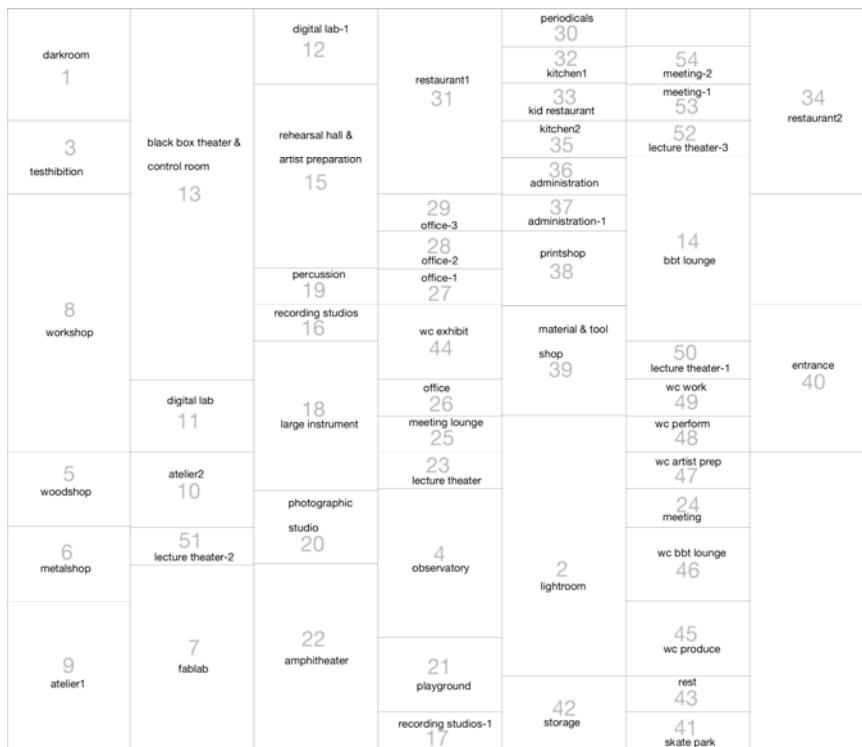 darkroom
1
3
testhibition
8
workshop
5
woodshop
6
metalshop
9
atelier1
black box theater &
control room
13
digital lab
11
atelier2
10
51
lecture theater-2
7
fablab
digital lab-1
12
rehearsal hall &
artist preparation
15
percussion
19
recording studios
16
18
large instrument
photographic
studio
20
22
amphitheater
restaurant1
31
29
office-3
28
office-2
office-1
27
wc exhibit
44
office
26
meeting lounge
25
23
lecture theater
4
observatory
21
playground
recording studios-1
17
periodicals
30
32
kitchen1
33
kid restaurant
kitchen2
35
36
administration
37
administration-1
printshop
38
material & tool
shop
39
2
lightroom
42
storage
54
meeting-2
meeting-1
53
52
lecture theater-3
14
bbt lounge
50
lecture theater-1
wc work
49
wc perform
48
wc artist prep
47
24
meeting
wc bbt lounge
46
45
wc produce
rest
43
41
skate park
34
restaurant2
entrance
40